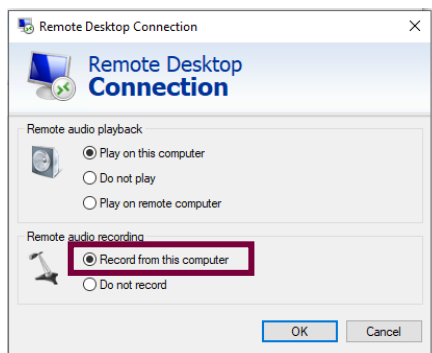 Remote Desktop Connection
Remote Desktop
Connection
Remote audio playback
Play on this computer
Do not play
Play on remote computer
Remote audio recording
Record from this computer
Do not record
OK Cancel